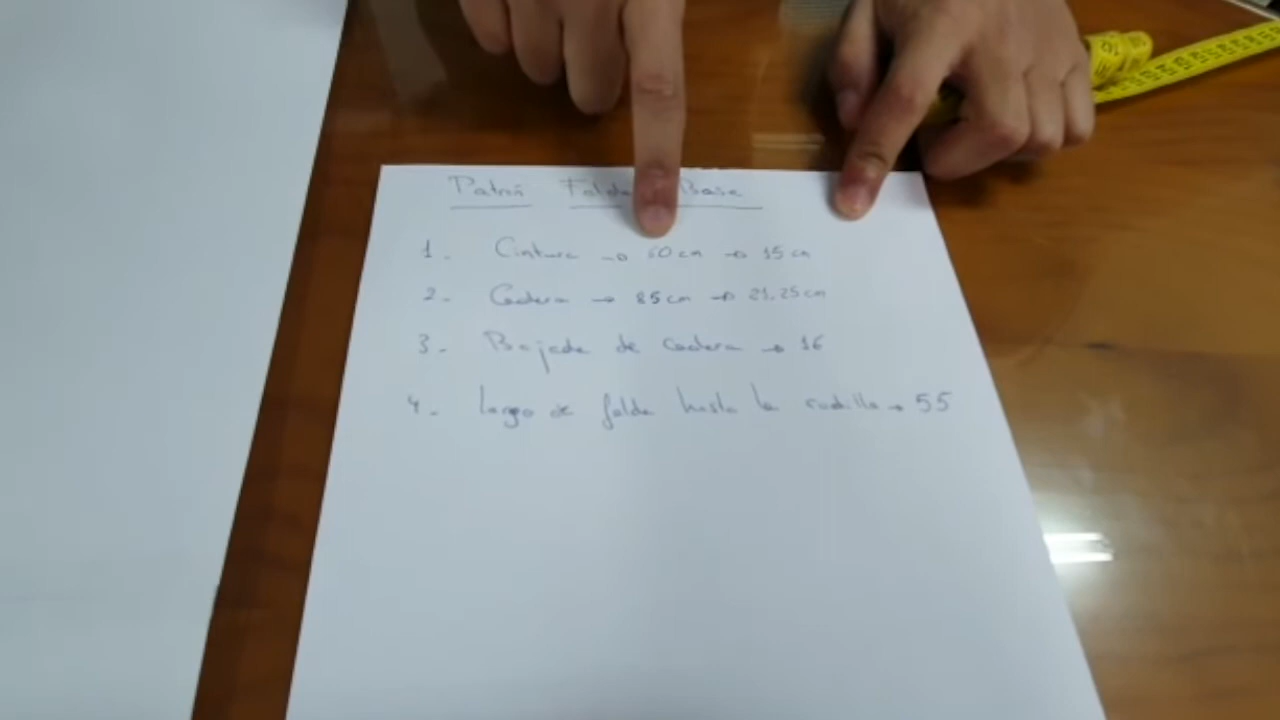 Patrón Falda Base
1. Cintura → 60 cm → 15 cm
2. Cadera → 85 cm → 21,25 cm
3. Bajada de cadera → 16
4. largo de falda hasta la rodilla → 55